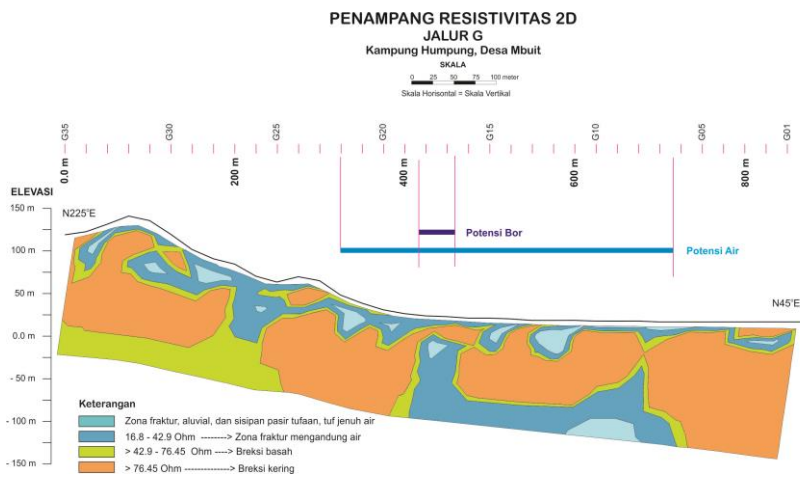 PENAMPANG RESISTIVITAS 2D
JALUR G
Kampung Humpung, Desa Mbuit
SKALA
0 25 50 75 100 meter
Skala Horisontal = Skala Vertikal
G35 G30 G25 G20 G15 G10 G05 G01
0.0 m 200 m 400 m 600 m 800 m
ELEVASI
150 m
N225°E
Potensi Bor
100 m
Potensi Air
50 m
N45°E
0.0 m
- 50 m
- 100 m
- 150 m
Keterangan
Zona fraktur, aluvial, dan sisipan pasir tufaan, tuf jenuh air
16.8 - 42.9 Ohm --------> Zona fraktur mengandung air
> 42.9 - 76.45 Ohm ----> Breksi basah
> 76.45 Ohm --------------> Breksi kering